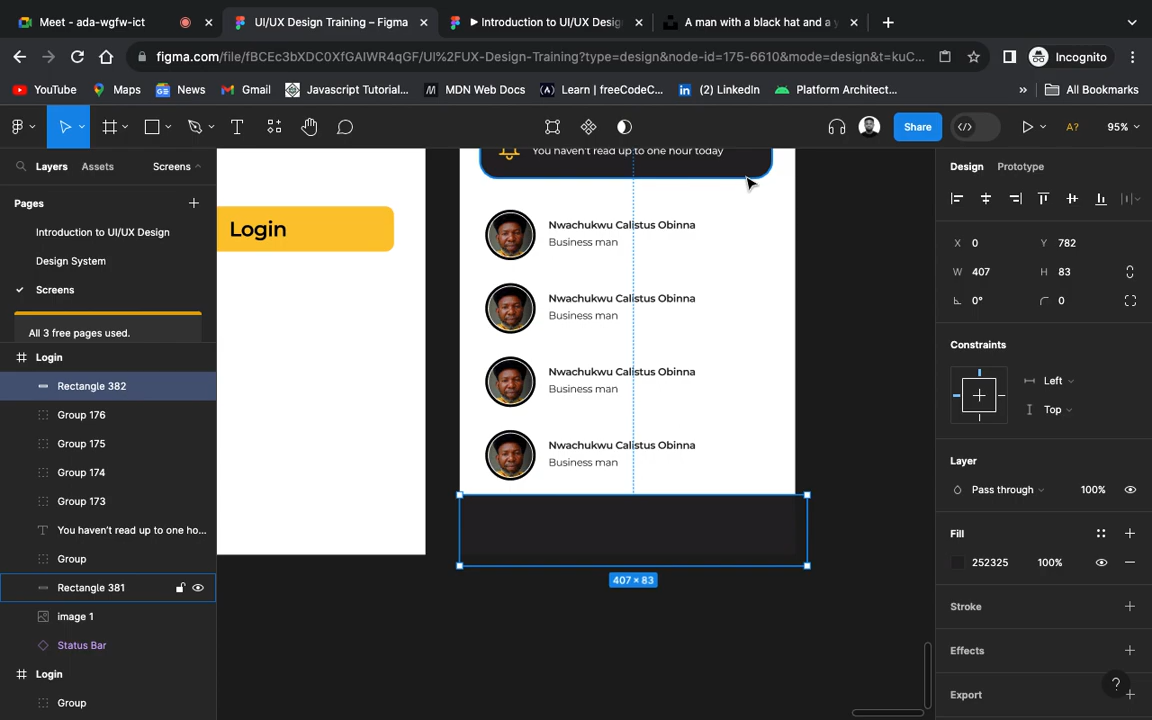 Meet - ada-wgfw-ict
UI/UX Design Training – Figma
Introduction to UI/UX Desig
A man with a black hat and a y
figma.com/file/fBCEc3bXDC0XfGAIWR4qGF/UI%2FUX-Design-Training?type=design&node-id=175-6610&mode=design&t=kuC...
Incognito
YouTube
Maps
News
Gmail
Javascript Tutorial...
MDN Web Docs
Learn | freeCodeC...
(2) LinkedIn
Platform Architect...
»
All Bookmarks
Share
A?
95%
Layers
Assets
Screens
Pages
Introduction to UI/UX Design
Design System
Screens
All 3 free pages used.
Login
Rectangle 382
Group 176
Group 175
Group 174
Group 173
You haven't read up to one ho...
Group
Rectangle 381
image 1
Status Bar
Login
Group
Login
You haven't read up to one hour today
Nwachukwu Calistus Obinna
Business man
Nwachukwu Calistus Obinna
Business man
Nwachukwu Calistus Obinna
Business man
Nwachukwu Calistus Obinna
Business man
407 × 83
Design
Prototype
X 0
Y 782
W 407
H 83
0°
0
Constraints
Left
Top
Layer
Pass through
100%
Fill
252325
100%
Stroke
Effects
Export
?